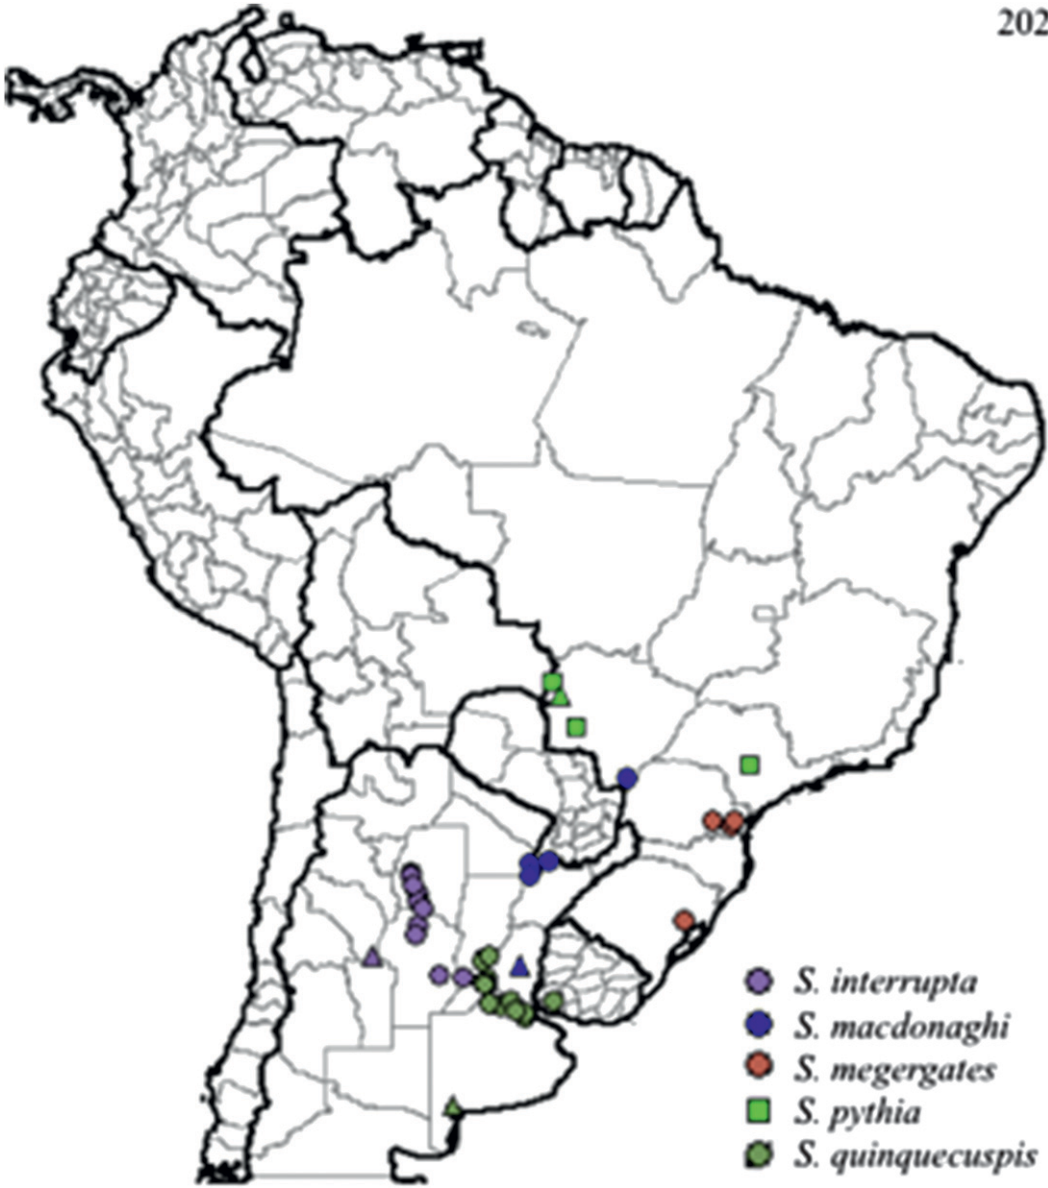 202
S. interrupta
S. macdonaghi
S. megergates
S. pythia
S. quinquecuspis